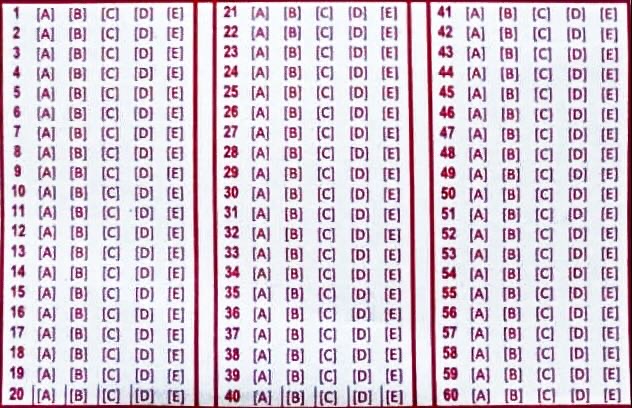 1 [A] [B] [C] [D] [E]
2 [A] [B] [C] [D] [E]
3 [A] [B] [C] [D] [E]
4 [A] [B] [C] [D] [E]
5 [A] [B] [C] [D] [E]
6 [A] [B] [C] [D] [E]
7 [A] [B] [C] [D] [E]
8 [A] [B] [C] [D] [E]
9 [A] [B] [C] [D] [E]
10 [A] [B] [C] [D] [E]
11 [A] [B] [C] [D] [E]
12 [A] [B] [C] [D] [E]
13 [A] [B] [C] [D] [E]
14 [A] [B] [C] [D] [E]
15 [A] [B] [C] [D] [E]
16 [A] [B] [C] [D] [E]
17 [A] [B] [C] [D] [E]
18 [A] [B] [C] [D] [E]
19 [A] [B] [C] [D] [E]
20 [A] [B] [C] [D] [E]
21 [A] [B] [C] [D] [E]
22 [A] [B] [C] [D] [E]
23 [A] [B] [C] [D] [E]
24 [A] [B] [C] [D] [E]
25 [A] [B] [C] [D] [E]
26 [A] [B] [C] [D] [E]
27 [A] [B] [C] [D] [E]
28 [A] [B] [C] [D] [E]
29 [A] [B] [C] [D] [E]
30 [A] [B] [C] [D] [E]
31 [A] [B] [C] [D] [E]
32 [A] [B] [C] [D] [E]
33 [A] [B] [C] [D] [E]
34 [A] [B] [C] [D] [E]
35 [A] [B] [C] [D] [E]
36 [A] [B] [C] [D] [E]
37 [A] [B] [C] [D] [E]
38 [A] [B] [C] [D] [E]
39 [A] [B] [C] [D] [E]
40 [A] [B] [C] [D] [E]
41 [A] [B] [C] [D] [E]
42 [A] [B] [C] [D] [E]
43 [A] [B] [C] [D] [E]
44 [A] [B] [C] [D] [E]
45 [A] [B] [C] [D] [E]
46 [A] [B] [C] [D] [E]
47 [A] [B] [C] [D] [E]
48 [A] [B] [C] [D] [E]
49 [A] [B] [C] [D] [E]
50 [A] [B] [C] [D] [E]
51 [A] [B] [C] [D] [E]
52 [A] [B] [C] [D] [E]
53 [A] [B] [C] [D] [E]
54 [A] [B] [C] [D] [E]
55 [A] [B] [C] [D] [E]
56 [A] [B] [C] [D] [E]
57 [A] [B] [C] [D] [E]
58 [A] [B] [C] [D] [E]
59 [A] [B] [C] [D] [E]
60 [A] [B] [C] [D] [E]